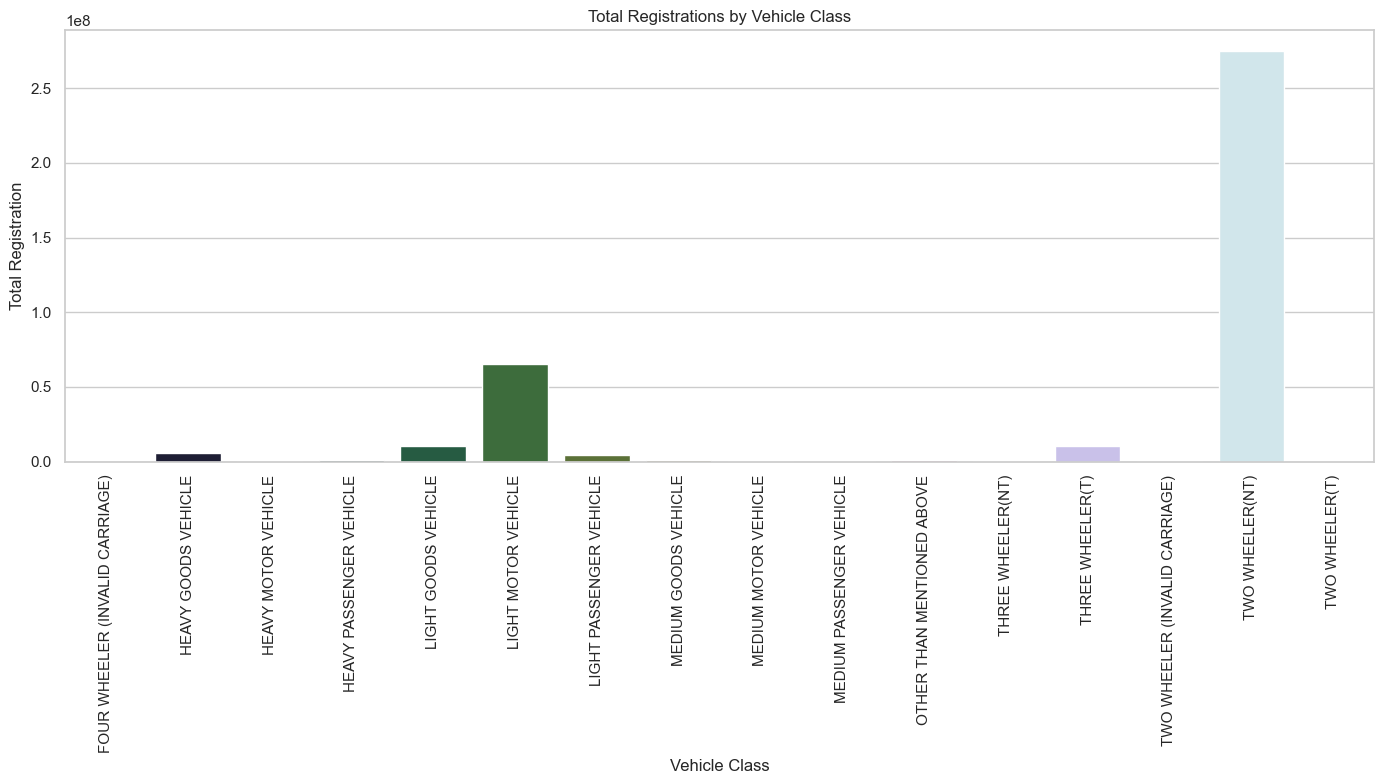 Total Registrations by Vehicle Class
1e8
2.5
2.0
1.5
1.0
0.5
0.0
Total Registration
FOUR WHEELER (INVALID CARRIAGE)
HEAVY GOODS VEHICLE
HEAVY MOTOR VEHICLE
HEAVY PASSENGER VEHICLE
LIGHT GOODS VEHICLE
LIGHT MOTOR VEHICLE
LIGHT PASSENGER VEHICLE
MEDIUM GOODS VEHICLE
MEDIUM MOTOR VEHICLE
MEDIUM PASSENGER VEHICLE
OTHER THAN MENTIONED ABOVE
THREE WHEELER(NT)
THREE WHEELER(T)
TWO WHEELER (INVALID CARRIAGE)
TWO WHEELER(NT)
TWO WHEELER(T)
Vehicle Class